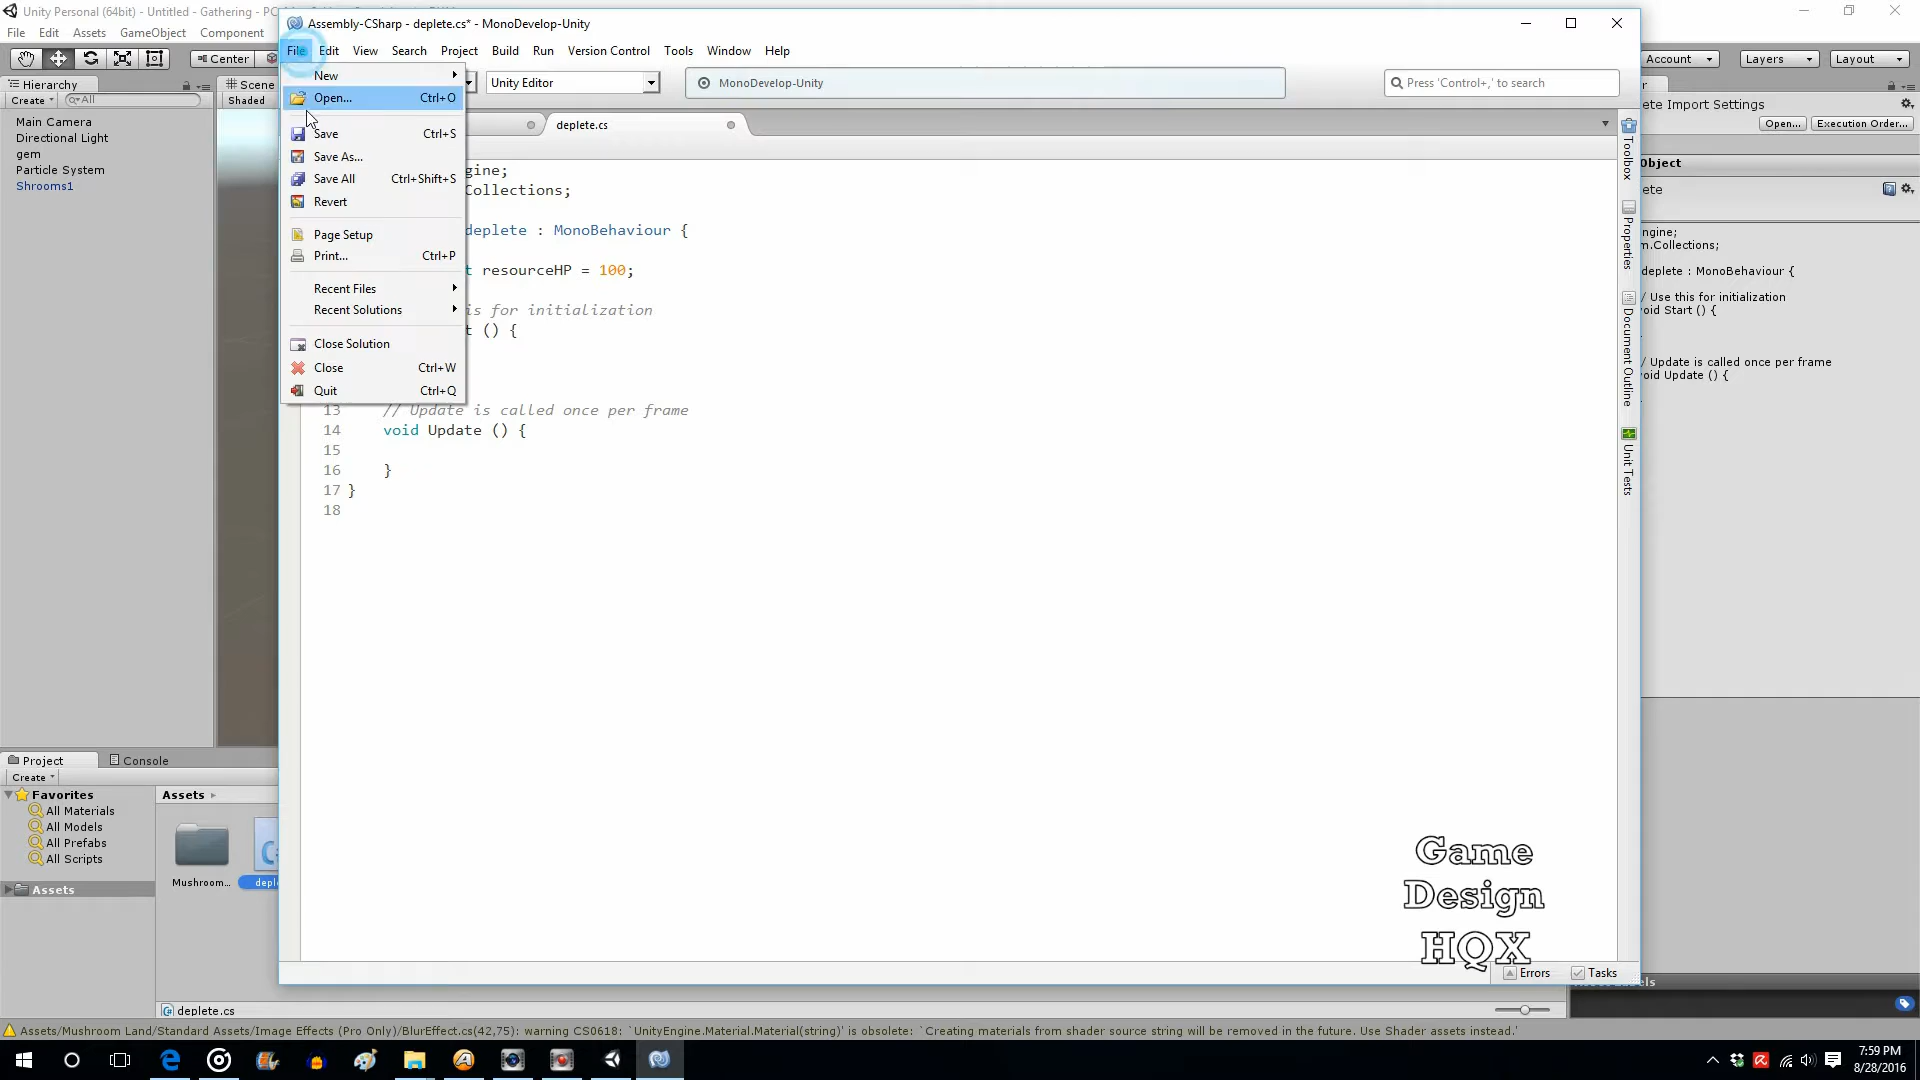 Unity Personal (64bit) - Untitled - Gathering - PC
File Edit Assets GameObject Component
Center
Account Layers Layout
Hierarchy
Create All
Main Camera
Directional Light
gem
Particle System
Shrooms1
Scene
Shaded
Assembly-CSharp - deplete.cs* - MonoDevelop-Unity
File Edit View Search Project Build Run Version Control Tools Window Help
Unity Editor
MonoDevelop-Unity
Press 'Control+,' to search
New
Open... Ctrl+O
Save Ctrl+S
Save As...
Save All Ctrl+Shift+S
Revert
Page Setup
Print... Ctrl+P
Recent Files
Recent Solutions
Close Solution
Close Ctrl+W
Quit Ctrl+Q
deplete.cs
gine;
Collections;
deplete : MonoBehaviour {
t resourceHP = 100;
s for initialization
t () {
13 // Update is called once per frame
14 void Update () {
15
16 }
17 }
18
Toolbox
Properties
Document Outline
Unit Tests
Errors Tasks
ete Import Settings
Open... Execution Order...
Object
ete
ngine;
m.Collections;
deplete : MonoBehaviour {
/ Use this for initialization
oid Start () {
/ Update is called once per frame
oid Update () {
Project Console
Create
Favorites
All Materials
All Models
All Prefabs
All Scripts
Assets
Assets
Mushroom...
depl
deplete.cs
Game
Design
HQX
Assets/Mushroom Land/Standard Assets/Image Effects (Pro Only)/BlurEffect.cs(42,75): warning CS0618: `UnityEngine.Material.Material(string)' is obsolete: `Creating materials from shader source string will be removed in the future. Use Shader assets instead.'
7:59 PM
8/28/2016